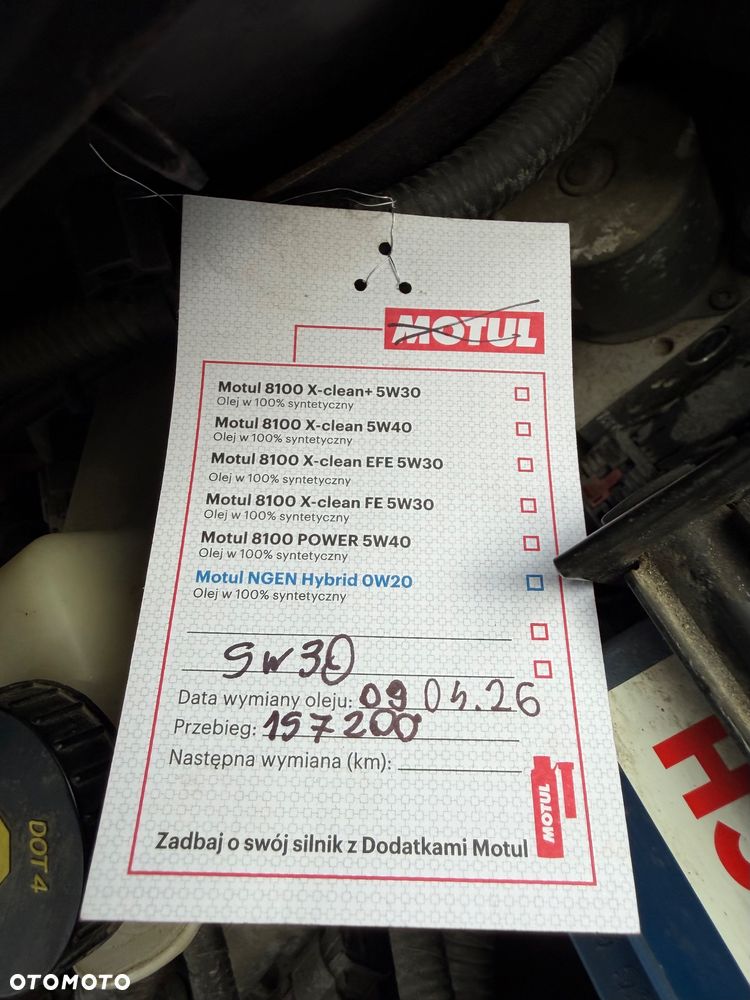 MOTUL
Motul 8100 X-clean+ 5W30
Olej w 100% syntetyczny
Motul 8100 X-clean 5W40
Olej w 100% syntetyczny
Motul 8100 X-clean EFE 5W30
Olej w 100% syntetyczny
Motul 8100 X-clean FE 5W30
Olej w 100% syntetyczny
Motul 8100 POWER 5W40
Olej w 100% syntetyczny
Motul NGEN Hybrid 0W20
Olej w 100% syntetyczny
5W30
Data wymiany oleju: 09 04.26
Przebieg: 157200
Następna wymiana (km):
MOTUL
Zadbaj o swój silnik z Dodatkami Motul
DOT 4
OTOMOTO